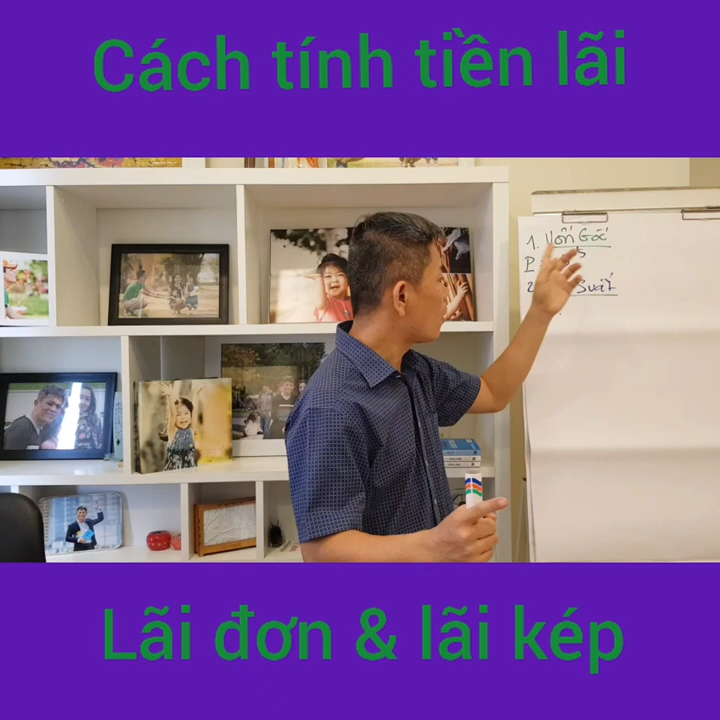 Cách tính tiền lãi
1. Vốn Gốc
P
2. suất
Lãi đơn & lãi kép